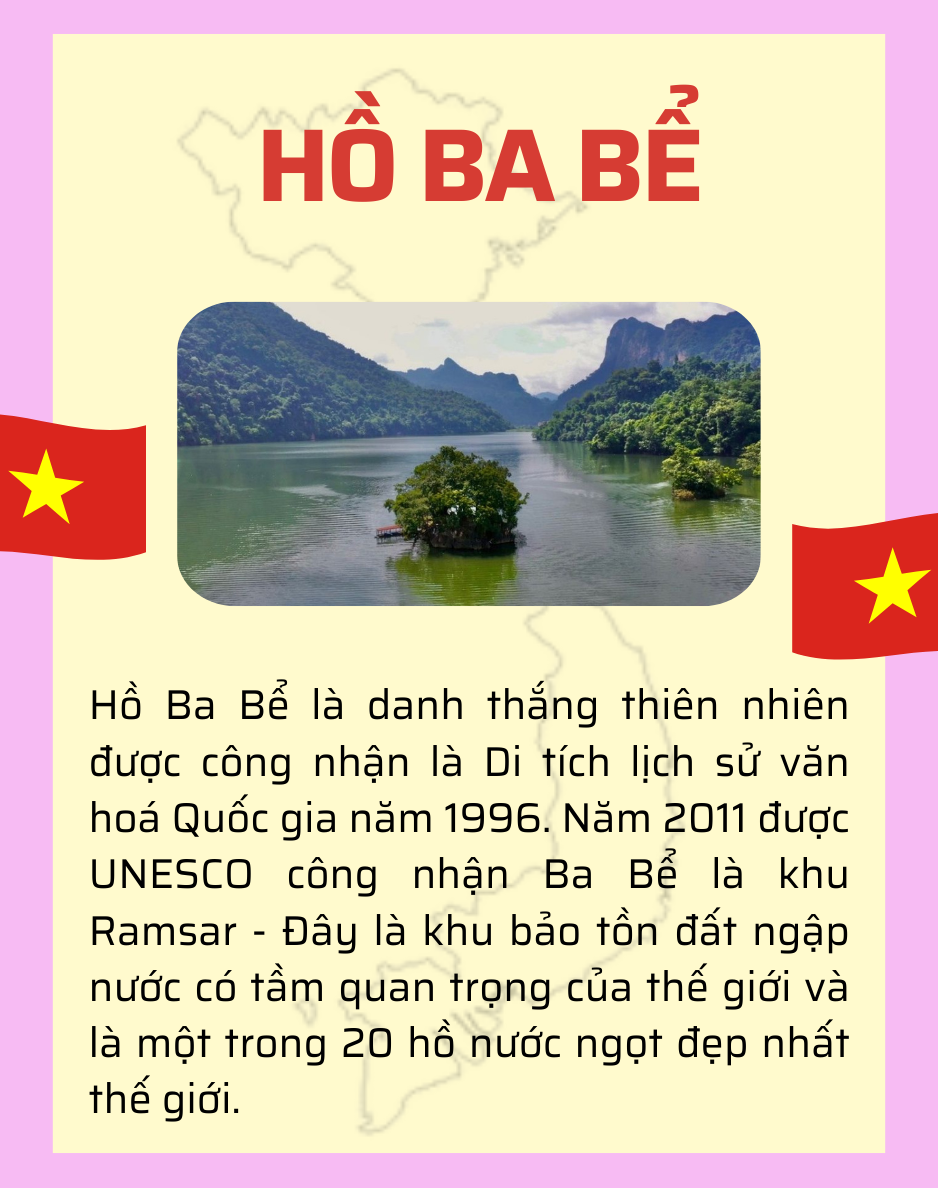 HỒ BA BỂ
Hồ Ba Bể là danh thắng thiên nhiên
được công nhận là Di tích lịch sử văn
hoá Quốc gia năm 1996. Năm 2011 được
UNESCO công nhận Ba Bể là khu
Ramsar - Đây là khu bảo tồn đất ngập
nước có tầm quan trọng của thế giới và
là một trong 20 hồ nước ngọt đẹp nhất
thế giới.